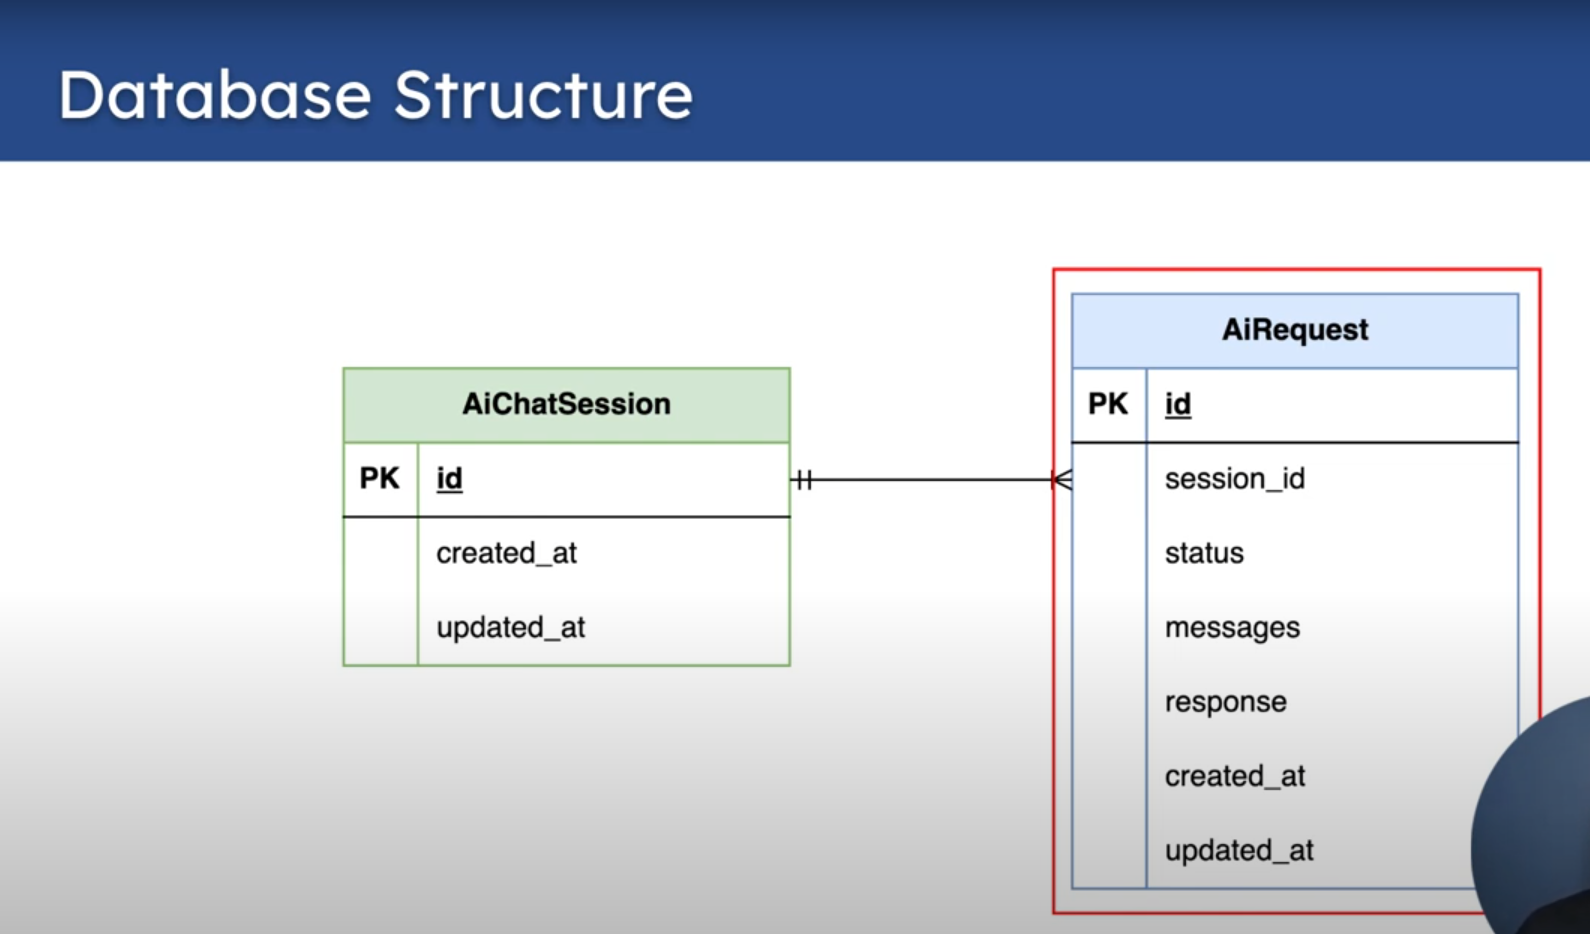 Database Structure
AiChatSession
PK id
created_at
updated_at
AiRequest
PK id
session_id
status
messages
response
created_at
updated_at